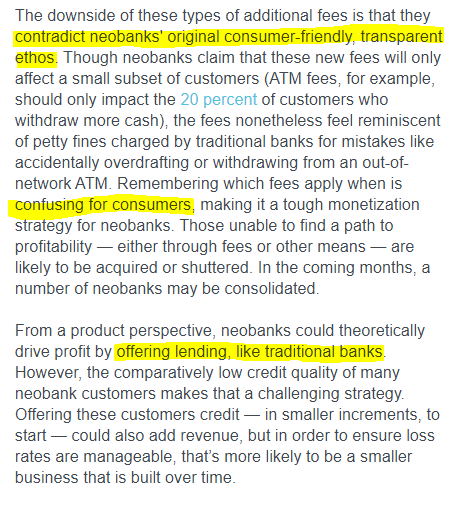 The downside of these types of additional fees is that they
contradict neobanks' original consumer-friendly, transparent
ethos. Though neobanks claim that these new fees will only
affect a small subset of customers (ATM fees, for example,
should only impact the 20 percent of customers who
withdraw more cash), the fees nonetheless feel reminiscent
of petty fines charged by traditional banks for mistakes like
accidentally overdrafting or withdrawing from an out-of-
network ATM. Remembering which fees apply when is
confusing for consumers, making it a tough monetization
strategy for neobanks. Those unable to find a path to
profitability — either through fees or other means — are
likely to be acquired or shuttered. In the coming months, a
number of neobanks may be consolidated.
From a product perspective, neobanks could theoretically
drive profit by offering lending, like traditional banks.
However, the comparatively low credit quality of many
neobank customers makes that a challenging strategy.
Offering these customers credit — in smaller increments, to
start — could also add revenue, but in order to ensure loss
rates are manageable, that's more likely to be a smaller
business that is built over time.